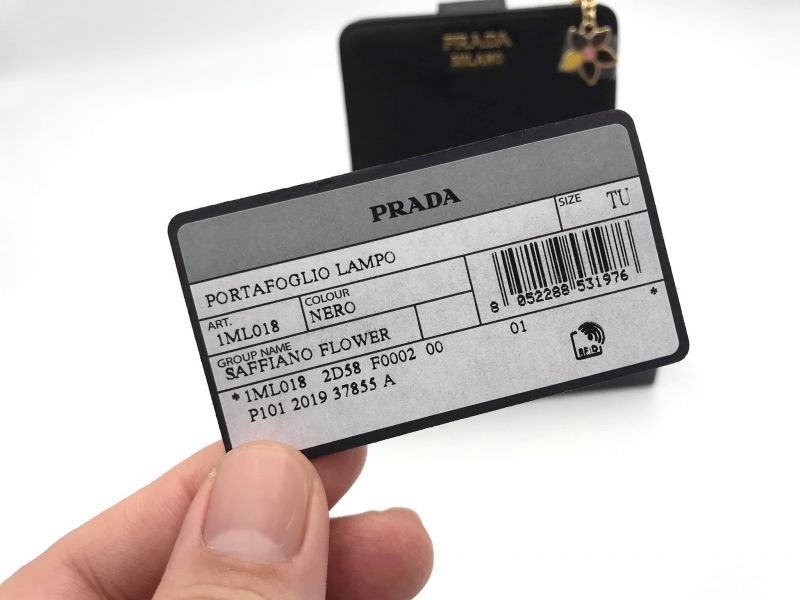 PRADA
MILANO
PRADA
PORTAFOGLIO LAMPO
SIZE TU
ART. 1ML018
COLOUR NERO
8 052288 531976
GROUP NAME
SAFFIANO FLOWER
*1ML018 2D58 F0002 00 01 *
P101 2019 37855 A
RFID